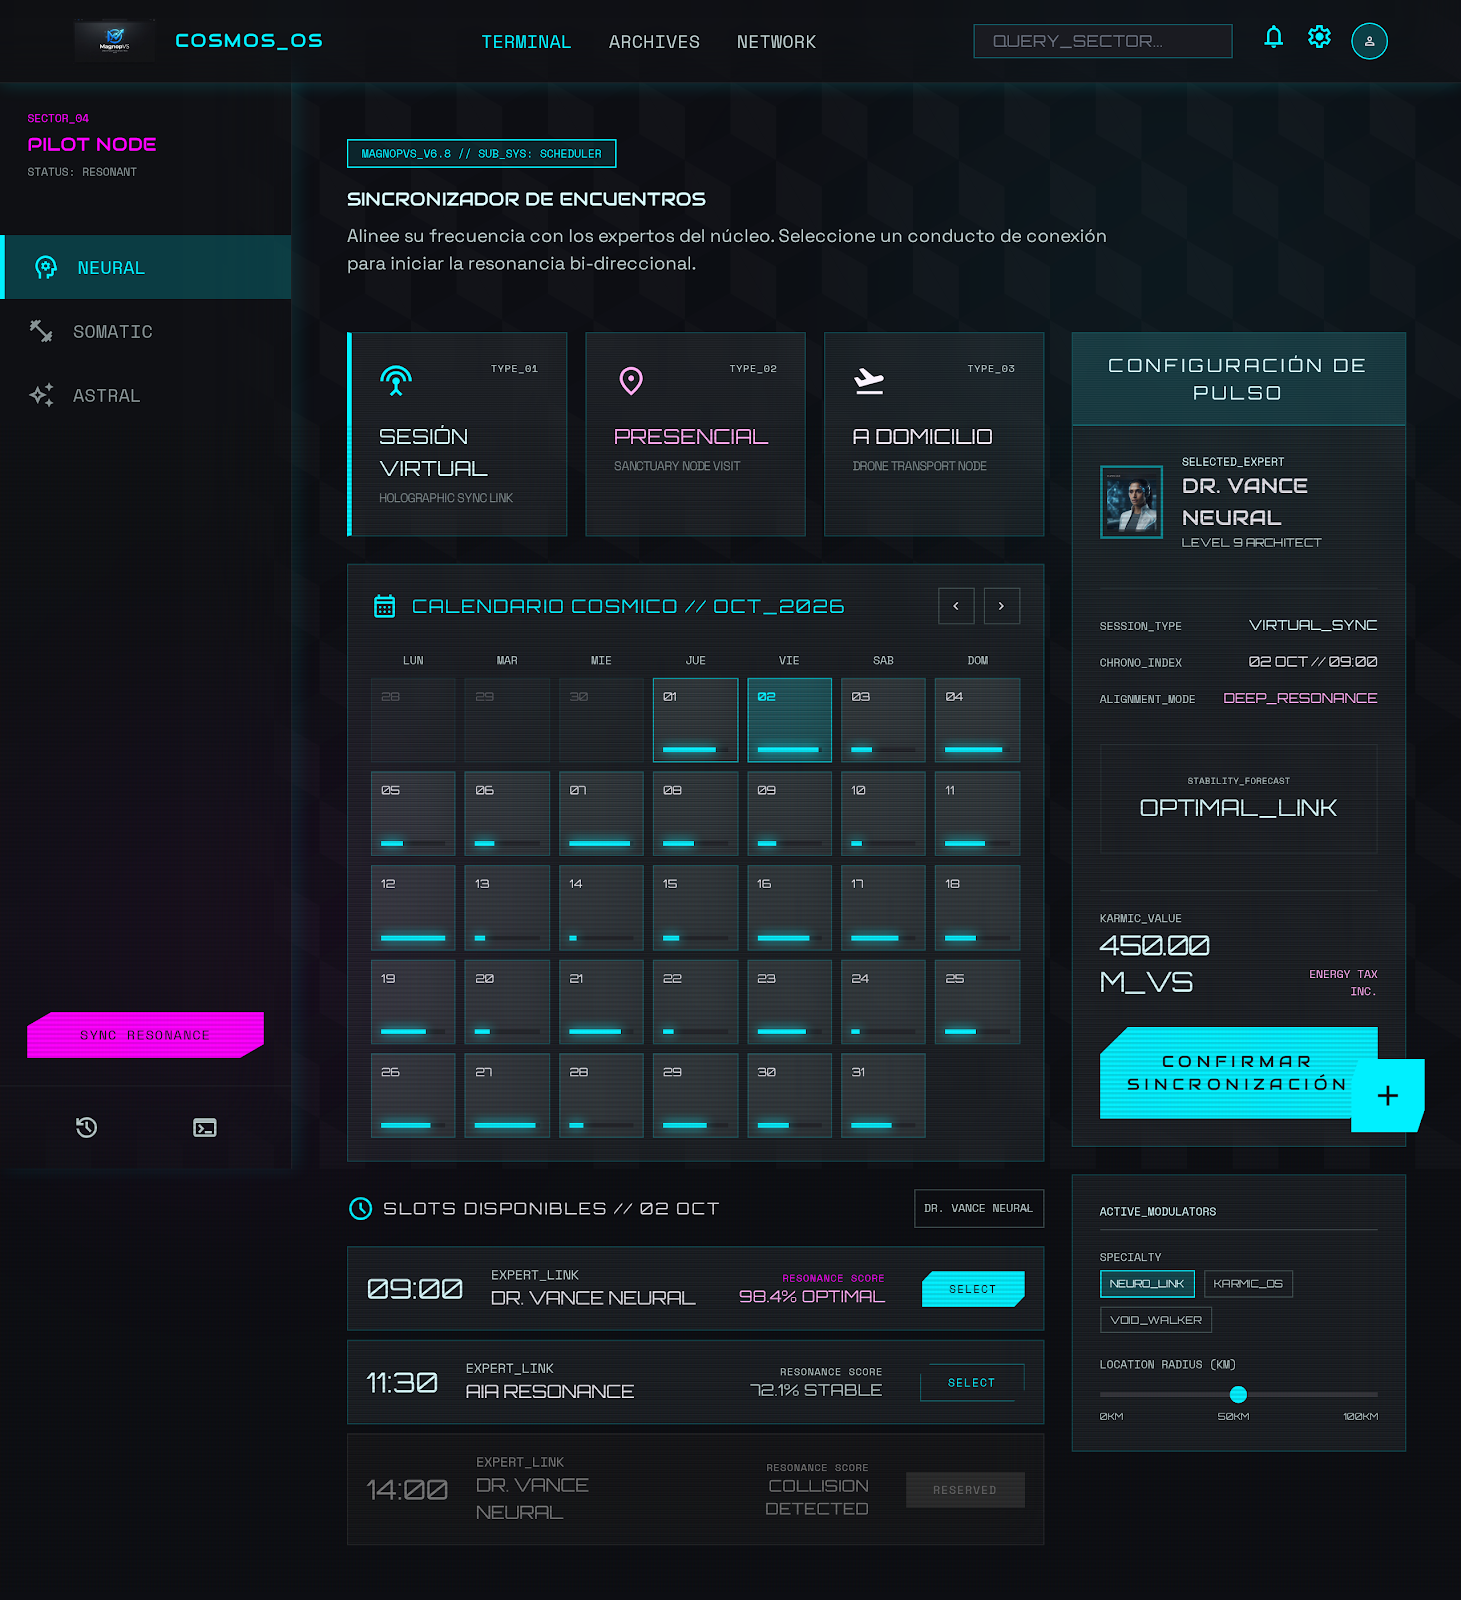 MagnopVS
COSMOS_OS
TERMINAL
ARCHIVES
NETWORK
QUERY_SECTOR...
SECTOR_04
PILOT NODE
STATUS: RESONANT
NEURAL
SOMATIC
ASTRAL
SYNC RESONANCE
MAGNOPVS_V6.8 // SUB_SYS: SCHEDULER
SINCRONIZADOR DE ENCUENTROS
Alinee su frecuencia con los expertos del núcleo. Seleccione un conducto de conexión
para iniciar la resonancia bi-direccional.
TYPE_01
SESIÓN
VIRTUAL
HOLOGRAPHIC SYNC LINK
TYPE_02
PRESENCIAL
SANCTUARY NODE VISIT
TYPE_03
A DOMICILIO
DRONE TRANSPORT NODE
CALENDARIO COSMICO // OCT_2026
LUN MAR MIE JUE VIE SAB DOM
28 29 30 01 02 03 04
05 06 07 08 09 10 11
12 13 14 15 16 17 18
19 20 21 22 23 24 25
26 27 28 29 30 31
SLOTS DISPONIBLES // 02 OCT
DR. VANCE NEURAL
09:00
EXPERT_LINK
DR. VANCE NEURAL
RESONANCE SCORE
98.4% OPTIMAL
SELECT
11:30
EXPERT_LINK
AIA RESONANCE
RESONANCE SCORE
72.1% STABLE
SELECT
14:00
EXPERT_LINK
DR. VANCE
NEURAL
RESONANCE SCORE
COLLISION
DETECTED
RESERVED
CONFIGURACIÓN DE
PULSO
SELECTED_EXPERT
DR. VANCE
NEURAL
LEVEL 9 ARCHITECT
SESSION_TYPE
VIRTUAL_SYNC
CHRONO_INDEX
02 OCT // 09:00
ALIGNMENT_MODE
DEEP_RESONANCE
STABILITY_FORECAST
OPTIMAL_LINK
KARMIC_VALUE
450.00
M_VS
ENERGY TAX
INC.
CONFIRMAR
SINCRONIZACIÓN
+
ACTIVE_MODULATORS
SPECIALTY
NEURO_LINK
KARMIC_OS
VOID_WALKER
LOCATION RADIUS (KM)
0KM
50KM
100KM